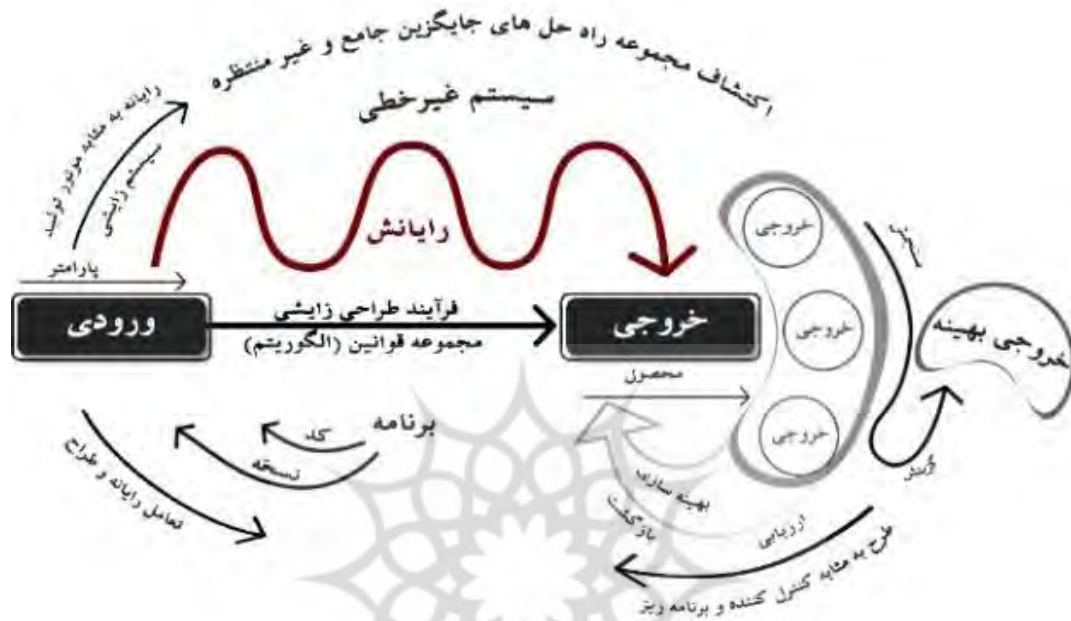 اکتشاف مجموعه راه حل های جایگزین جامع و غیر منتظره
سیستم غیرخطی
رایانه به مثابه موتور تولید
سیستم زایشی
رایانش
پارامتر
ورودی
فرآیند طراحی زایشی
مجموعه قوانین (الگوریتم)
خروجی
محصول
خروجی
خروجی
خروجی
سنجش
خروجی بهینه
گزینش
برنامه
کد
نسخه
تعامل رایانه و طراح
بهینه سازی
بازگشت
ارزیابی
طرح به مثابه کنترل کننده و برنامه ریز